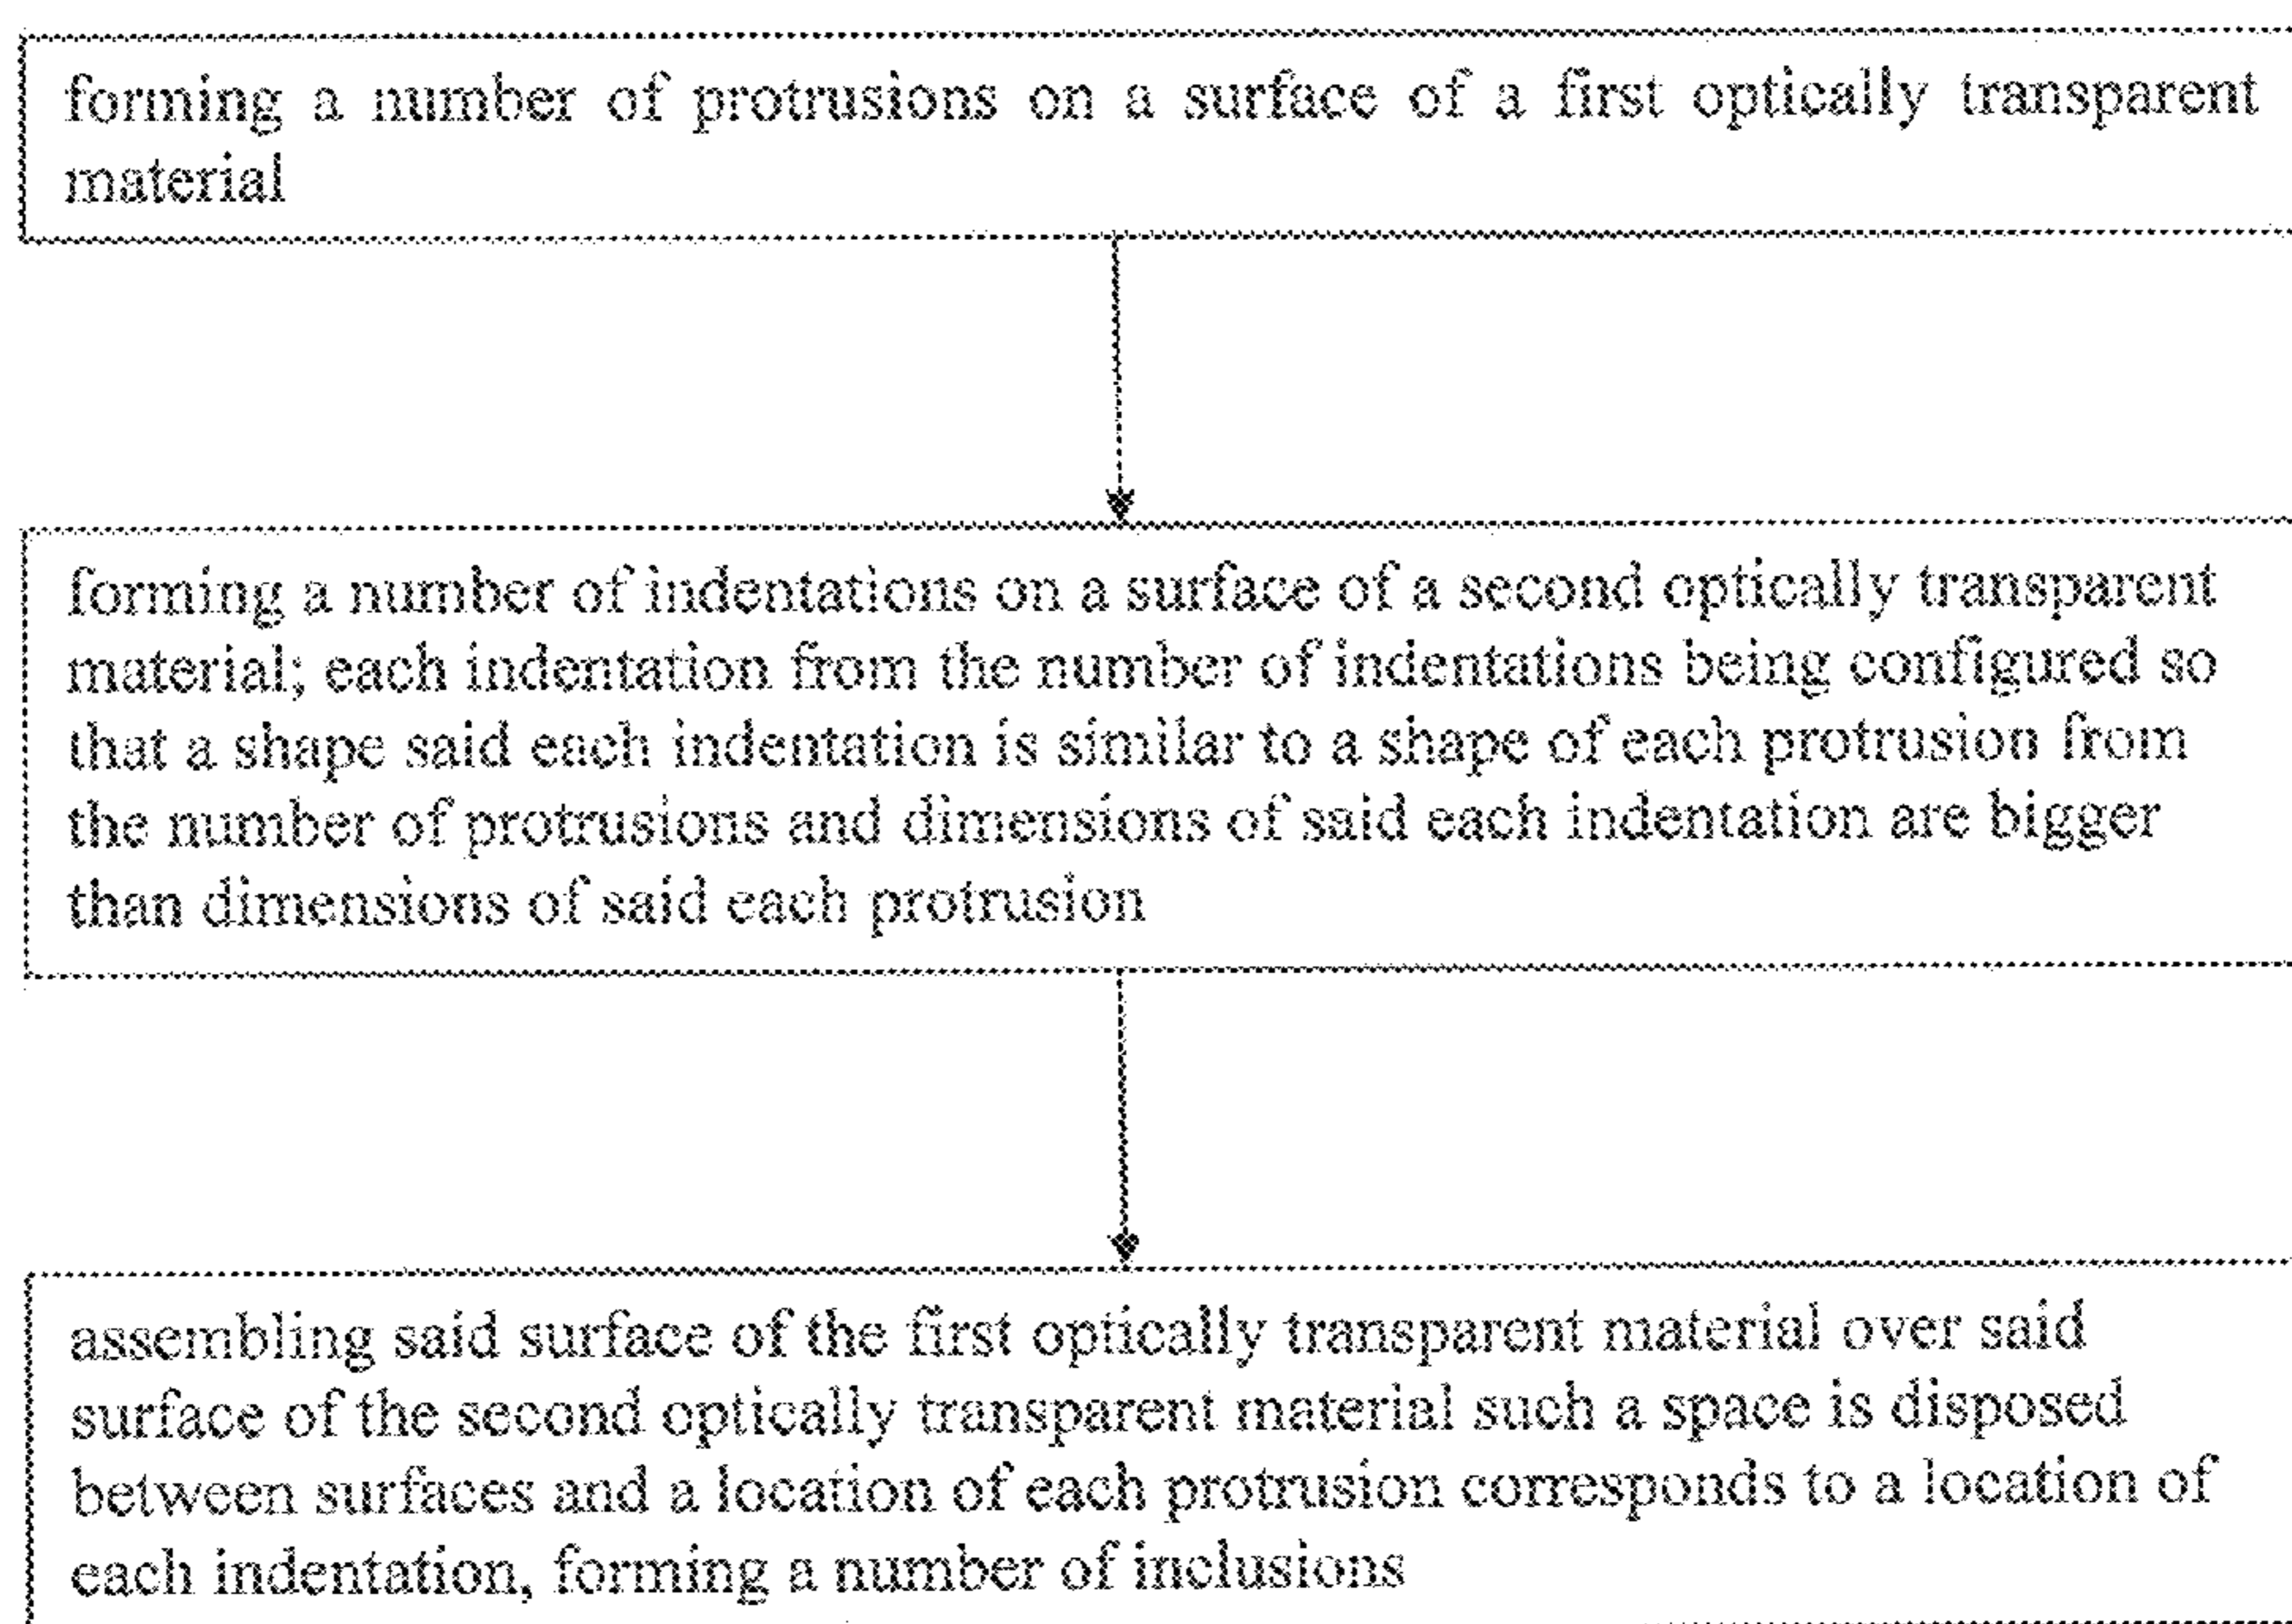 forming a number of protrusions on a surface of a first optically transparent
material
forming a number of indentations on a surface of a second optically transparent
material; each indentation from the number of indentations being configured so
that a shape said each indentation is similar to a shape of each protrusion from
the number of protrusions and dimensions of said each indentation are bigger
than dimensions of said each protrusion
assembling said surface of the first optically transparent material over said
surface of the second optically transparent material such a space is disposed
between surfaces and a location of each protrusion corresponds to a location of
each indentation, forming a number of inclusions